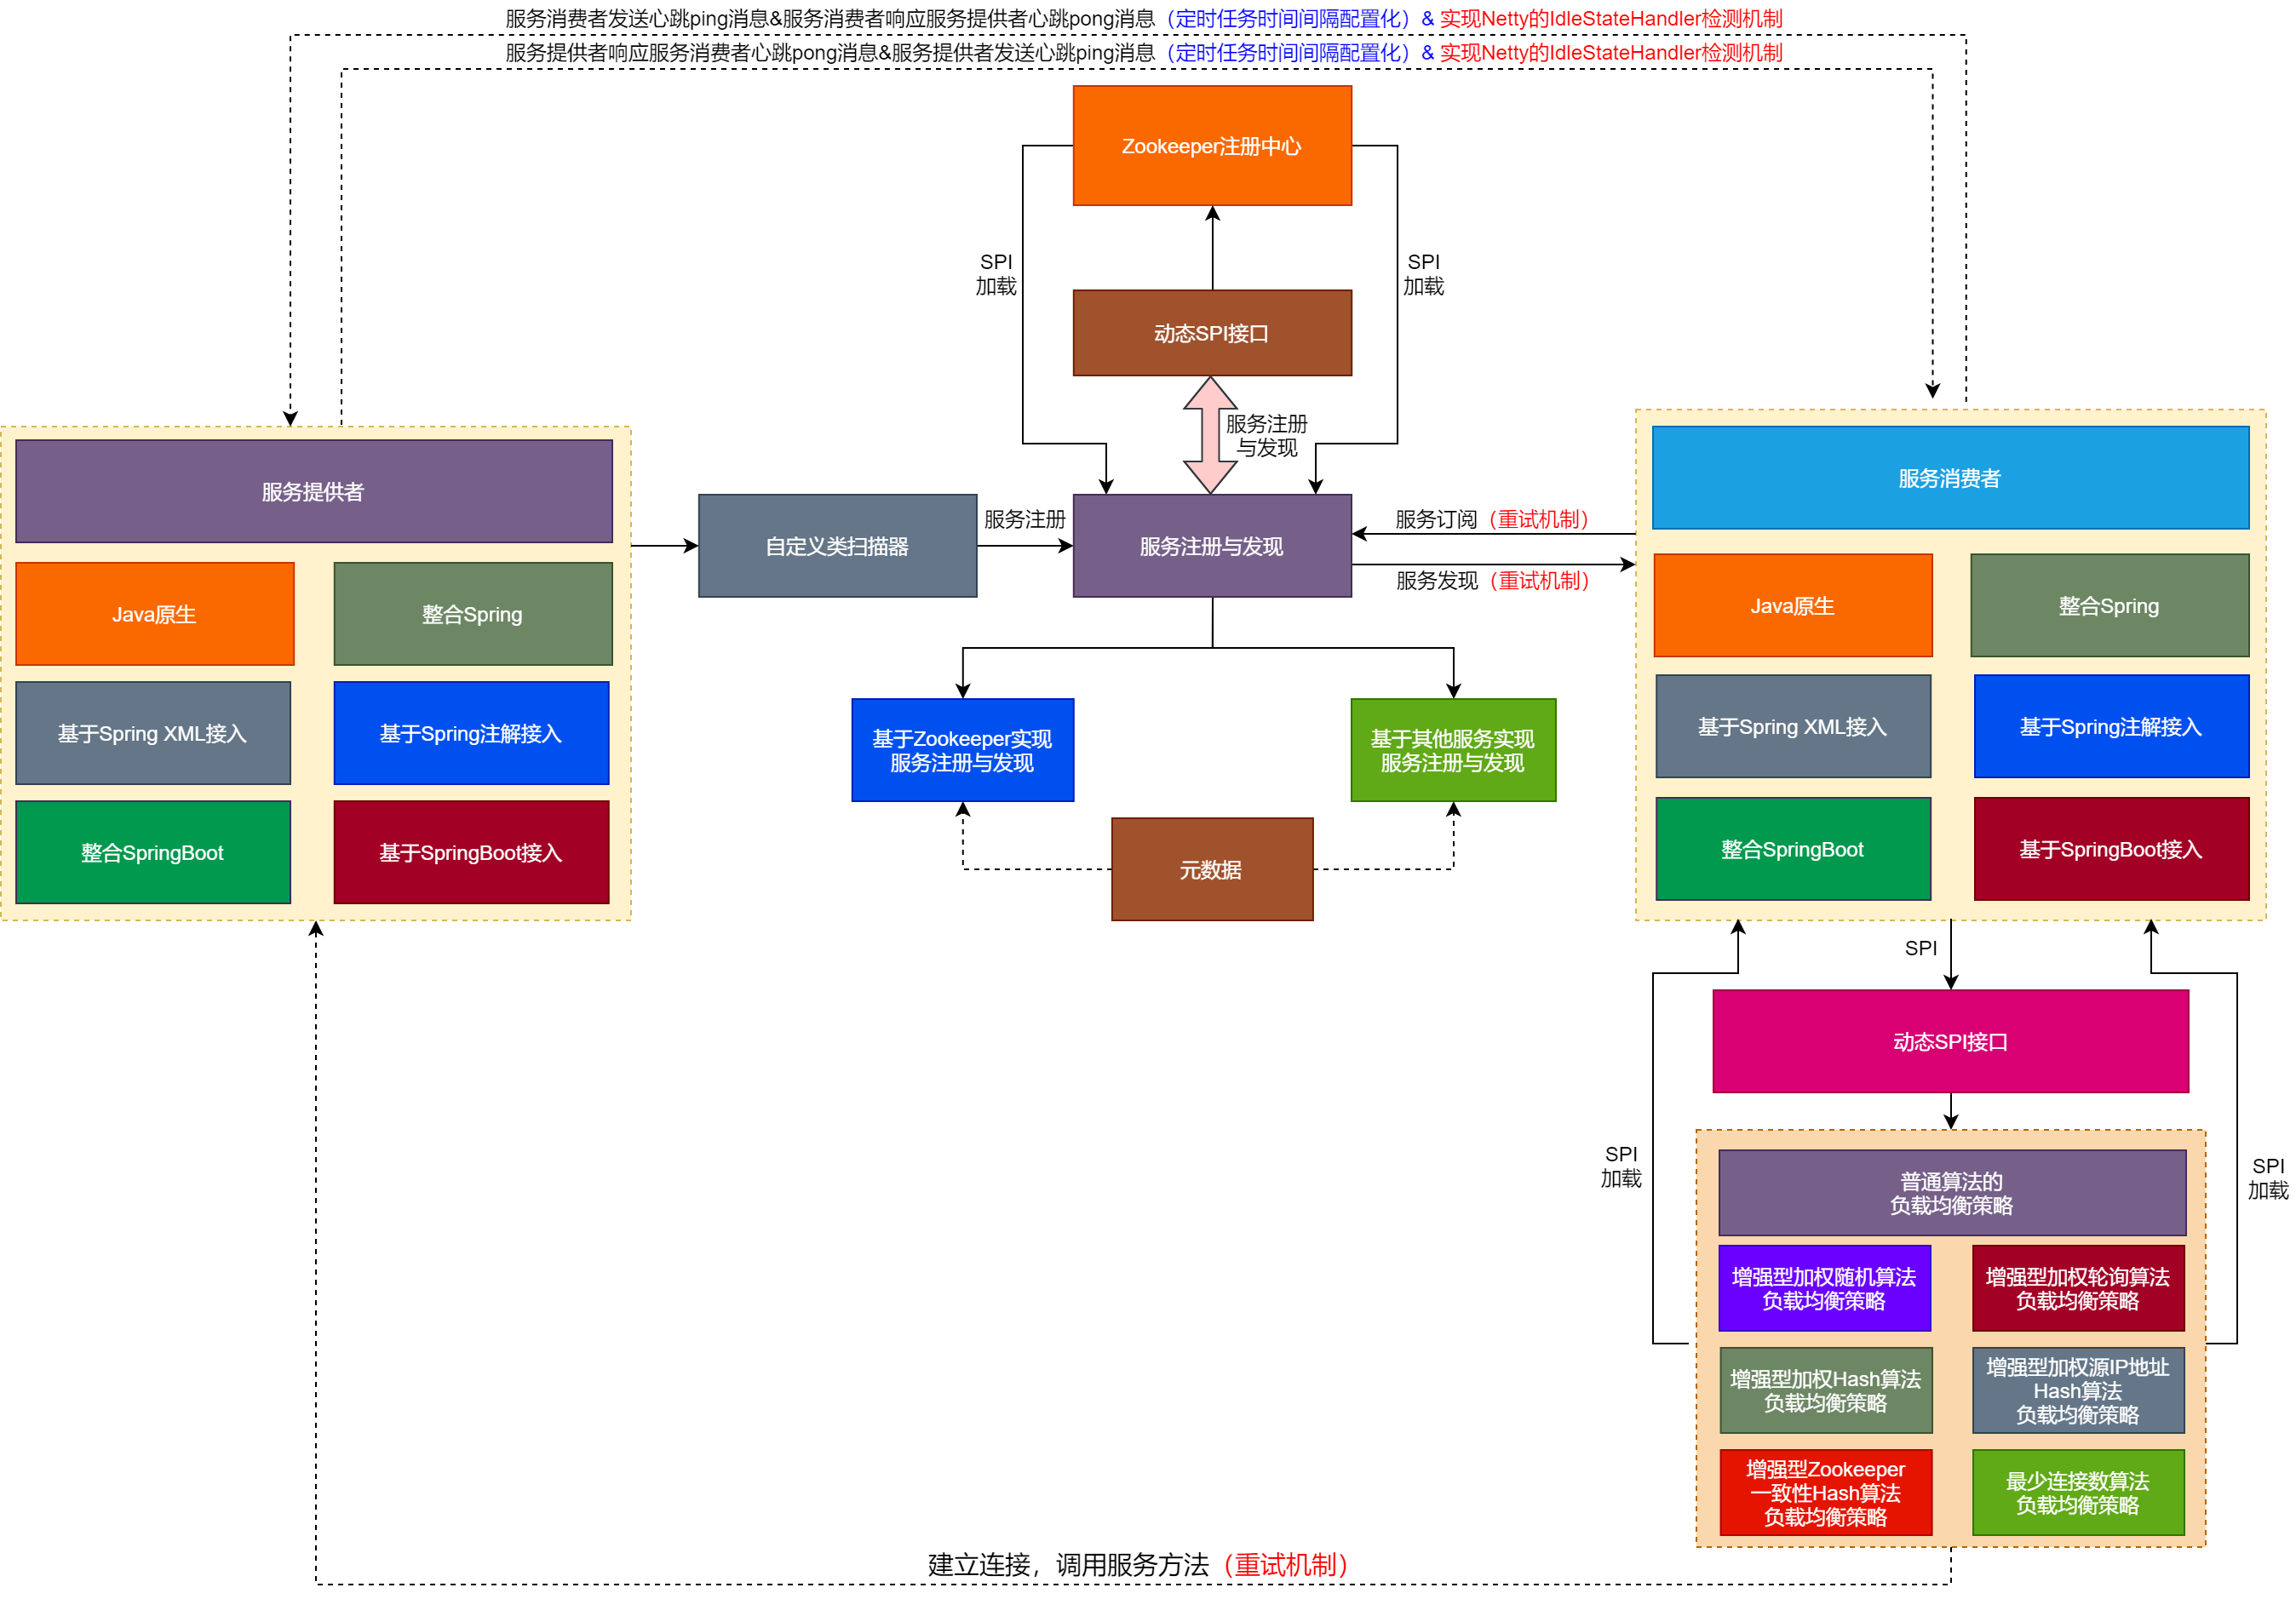 服务消费者发送心跳ping消息&服务消费者响应服务提供者心跳pong消息（定时任务时间间隔配置化）& 实现Netty的IdleStateHandler检测机制
服务提供者响应服务消费者心跳pong消息&服务提供者发送心跳ping消息（定时任务时间间隔配置化）& 实现Netty的IdleStateHandler检测机制
Zookeeper注册中心
SPI
加载
SPI
加载
动态SPI接口
服务注册
与发现
服务提供者
Java原生
整合Spring
基于Spring XML接入
基于Spring注解接入
整合SpringBoot
基于SpringBoot接入
自定义类扫描器
服务注册
服务注册与发现
服务订阅（重试机制）
服务发现（重试机制）
基于Zookeeper实现
服务注册与发现
基于其他服务实现
服务注册与发现
元数据
服务消费者
Java原生
整合Spring
基于Spring XML接入
基于Spring注解接入
整合SpringBoot
基于SpringBoot接入
SPI
动态SPI接口
SPI
加载
SPI
加载
普通算法的
负载均衡策略
增强型加权随机算法
负载均衡策略
增强型加权轮询算法
负载均衡策略
增强型加权Hash算法
负载均衡策略
增强型加权源IP地址
Hash算法
负载均衡策略
增强型Zookeeper
一致性Hash算法
负载均衡策略
最少连接数算法
负载均衡策略
建立连接，调用服务方法（重试机制）